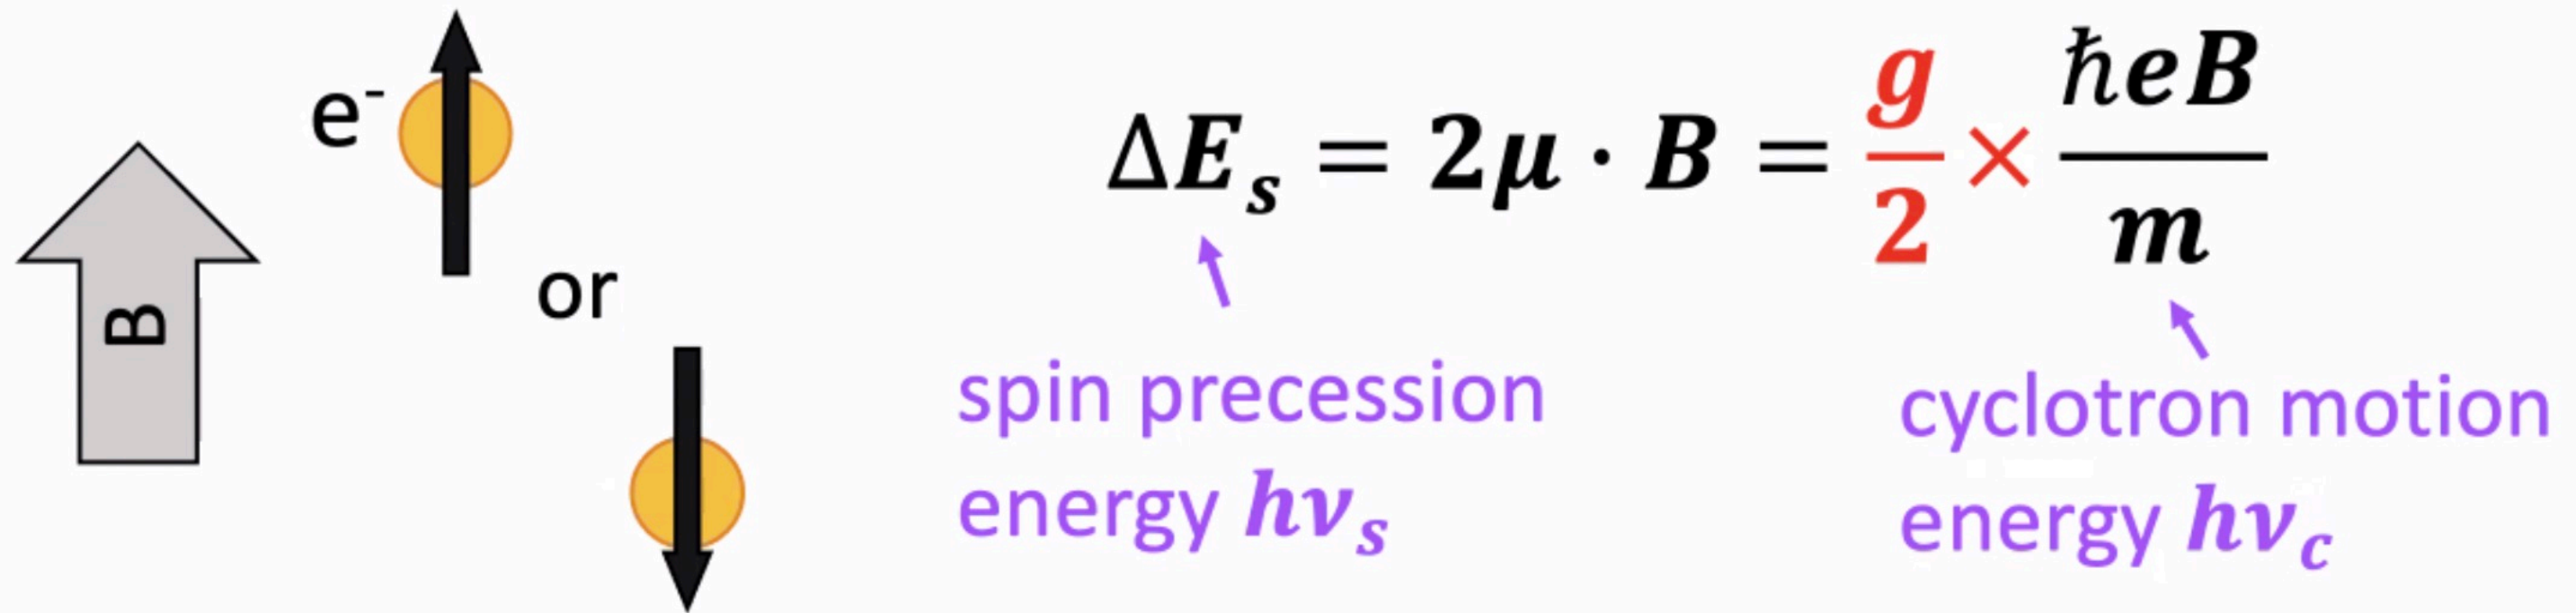 B
e⁻
or
ΔE_s = 2μ · B = g/2 × ħeB/m
spin precession
energy hν_s
cyclotron motion
energy hν_c